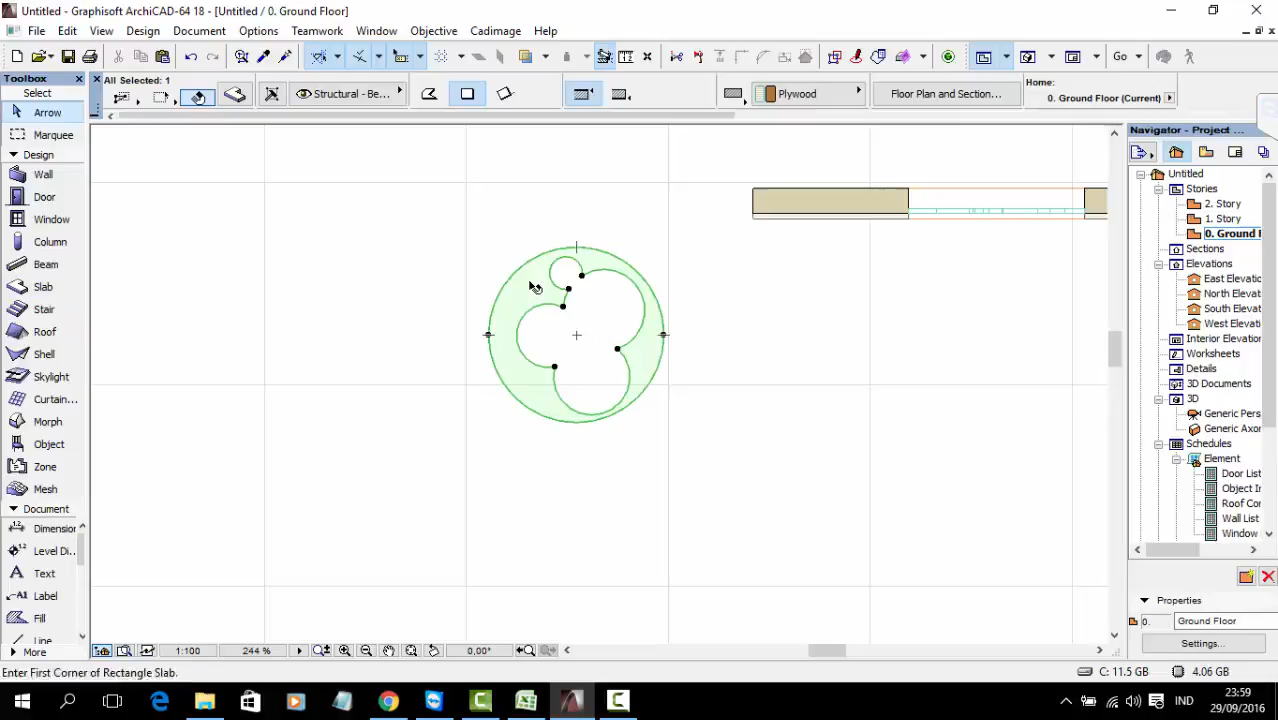 Untitled - Graphisoft ArchiCAD-64 18 - [Untitled / 0. Ground Floor]
File Edit View Design Document Options Teamwork Window Objective Cadimage Help
Go
Toolbox
All Selected: 1
Home:
Select
Structural - Be...
Plywood
Floor Plan and Section...
0. Ground Floor (Current)
Arrow
Marquee
Design
Wall
Door
Window
Column
Beam
Slab
Stair
Roof
Shell
Skylight
Curtain...
Morph
Object
Zone
Mesh
Document
Dimension
Level Di...
Text
A1 Label
Fill
Line
More
Navigator - Project ...
Untitled
Stories
2. Story
1. Story
0. Ground F
Sections
Elevations
East Elevatio
North Elevat
South Elevat
West Elevati
Interior Elevation
Worksheets
Details
3D Documents
3D
Generic Pers
Generic Axon
Schedules
Element
Door List
Object In
Roof Cor
Wall List
Window
Properties
0. Ground Floor
Settings...
1:100 244 % 0,00°
Enter First Corner of Rectangle Slab.
C: 11.5 GB 4.06 GB
IND
23:59
29/09/2016